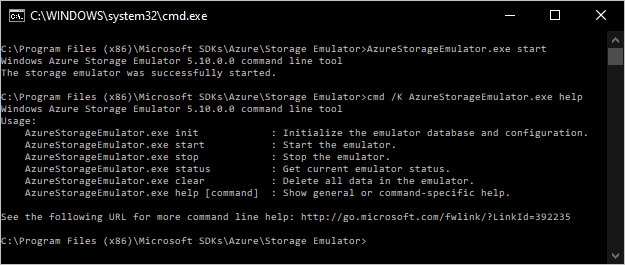 C:\WINDOWS\system32\cmd.exe
C:\Program Files (x86)\Microsoft SDKs\Azure\Storage Emulator>AzureStorageEmulator.exe start
Windows Azure Storage Emulator 5.10.0.0 command line tool
The storage emulator was successfully started.
C:\Program Files (x86)\Microsoft SDKs\Azure\Storage Emulator>cmd /K AzureStorageEmulator.exe help
Windows Azure Storage Emulator 5.10.0.0 command line tool
Usage:
    AzureStorageEmulator.exe init            : Initialize the emulator database and configuration.
    AzureStorageEmulator.exe start           : Start the emulator.
    AzureStorageEmulator.exe stop            : Stop the emulator.
    AzureStorageEmulator.exe status          : Get current emulator status.
    AzureStorageEmulator.exe clear           : Delete all data in the emulator.
    AzureStorageEmulator.exe help [command]  : Show general or command-specific help.
See the following URL for more command line help: http://go.microsoft.com/fwlink/?LinkId=392235
C:\Program Files (x86)\Microsoft SDKs\Azure\Storage Emulator>